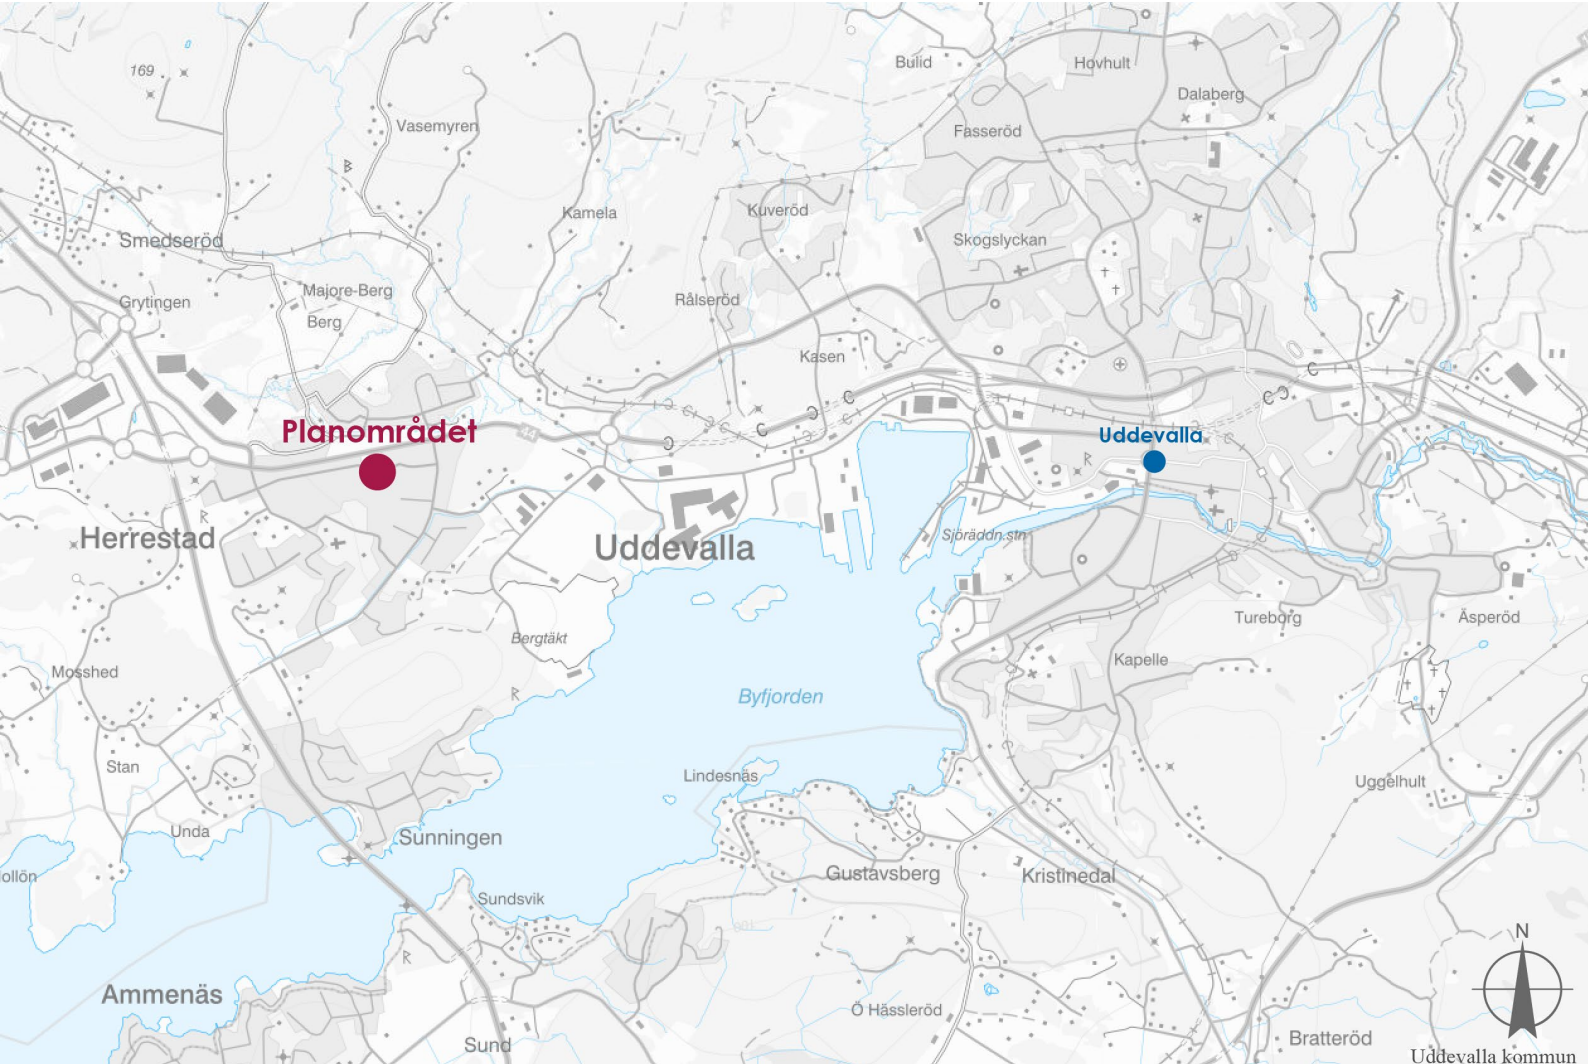 Bulid
Hovhult
169
Dalaberg
Vasemyren
Fasseröd
Kamela
Kuveröd
Smedseröd
Skogslyckan
Majore-Berg
Rålseröd
Grytingen
Berg
Kasen
Planområdet
44
Uddevalla
Herrestad
Uddevalla
Sjöräddn.stn
Bergtäkt
Tureborg
Äsperöd
Mosshed
Kapelle
Byfjorden
Stan
Lindesnäs
Uggelhult
Unda
Sunningen
Gustavsberg
Kristinedal
Sundsvik
N
Ammenäs
Ö Hässleröd
Sund
Bratteröd
Uddevalla kommun